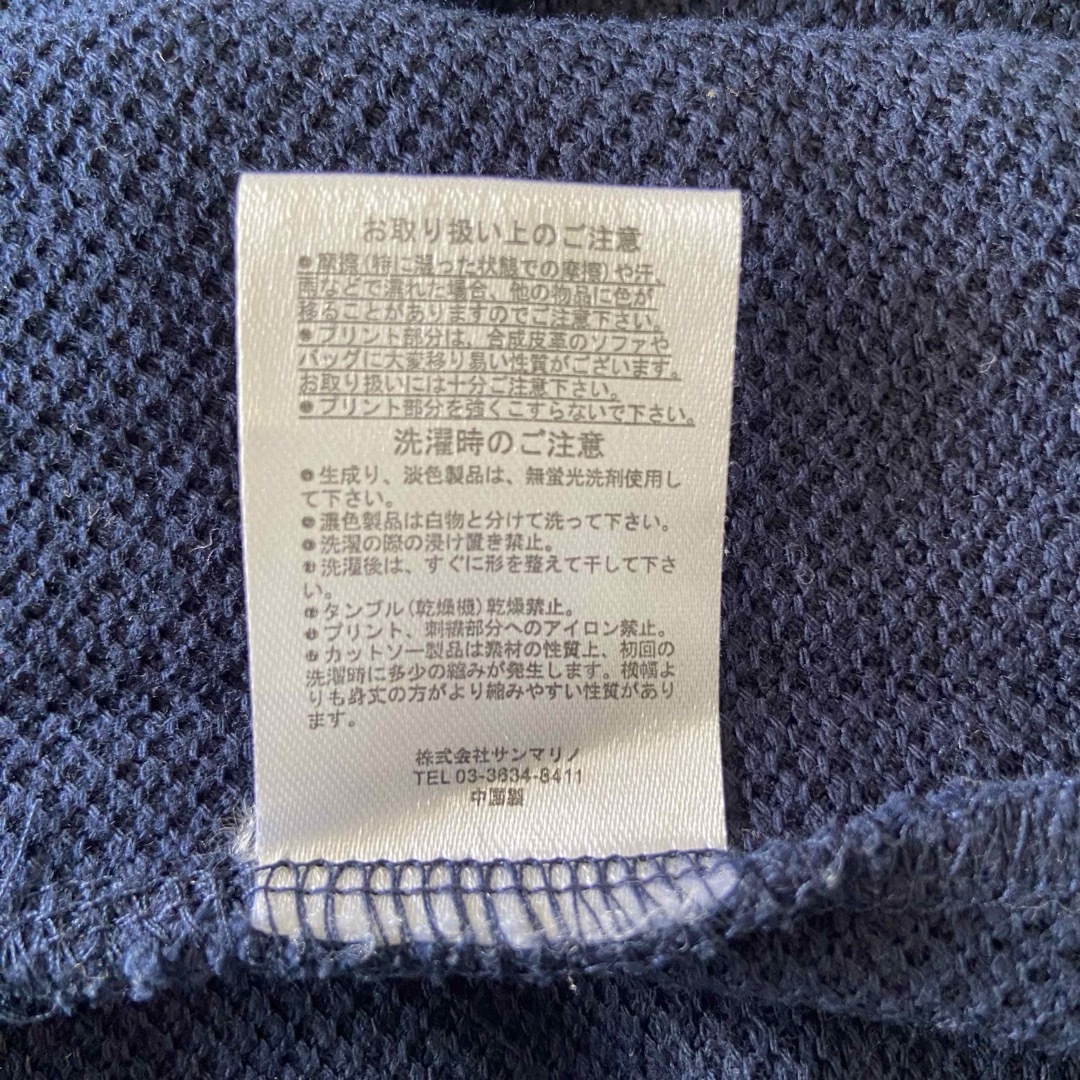 お取り扱い上のご注意
●摩擦(特に湿った状態での摩擦)や汗、
雨などで濡れた場合、他の物品に色が
移ることがありますのでご注意下さい。
●プリント部分は、合成皮革のソファや
バッグに大変移り易い性質がございます。
お取り扱いには十分ご注意下さい。
●プリント部分を強くこすらないで下さい。
洗濯時のご注意
●生成り、淡色製品は、無蛍光洗剤使用し
て下さい。
●濃色製品は白物と分けて洗って下さい。
●洗濯の際の浸け置き禁止。
●洗濯後は、すぐに形を整えて干して下さ
い。
●タンブル(乾燥機)乾燥禁止。
●プリント、刺繍部分へのアイロン禁止。
●カットソー製品は素材の性質上、初回の
洗濯時に多少の縮みが発生します。横幅よ
りも身丈の方がより縮みやすい性質があり
ます。
株式会社サンマリノ
TEL 03-3634-8411
中国製